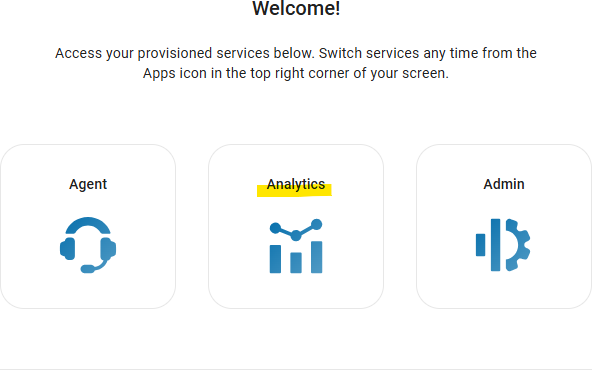 Welcome!
Access your provisioned services below. Switch services any time from the
Apps icon in the top right corner of your screen.
Agent
Analytics
Admin